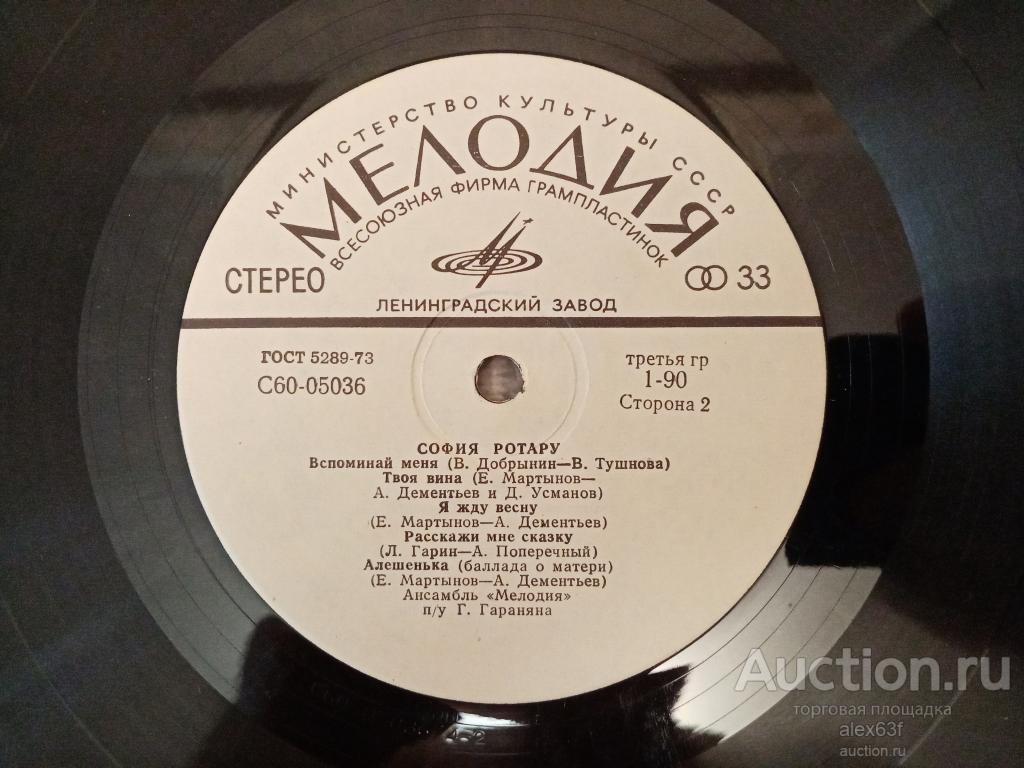 МИНИСТЕРСТВО КУЛЬТУРЫ СССР
МЕЛОДИЯ
ВСЕСОЮЗНАЯ ФИРМА ГРАМПЛАСТИНОК
СТЕРЕО
33
ЛЕНИНГРАДСКИЙ ЗАВОД
ГОСТ 5289-73
С60-05036
третья гр
1-90
Сторона 2
СОФИЯ РОТАРУ
Вспоминай меня (В. Добрынин—В. Тушнова)
Твоя вина (Е. Мартынов—
А. Дементьев и Д. Усманов)
Я жду весну
(Е. Мартынов—А. Дементьев)
Расскажи мне сказку
(Л. Гарин—А. Поперечный)
Алешенька (баллада о матери)
(Е. Мартынов—А. Дементьев)
Ансамбль «Мелодия»
п/у Г. Гараняна
Auction.ru
торговая площадка
alex63f
auction.ru